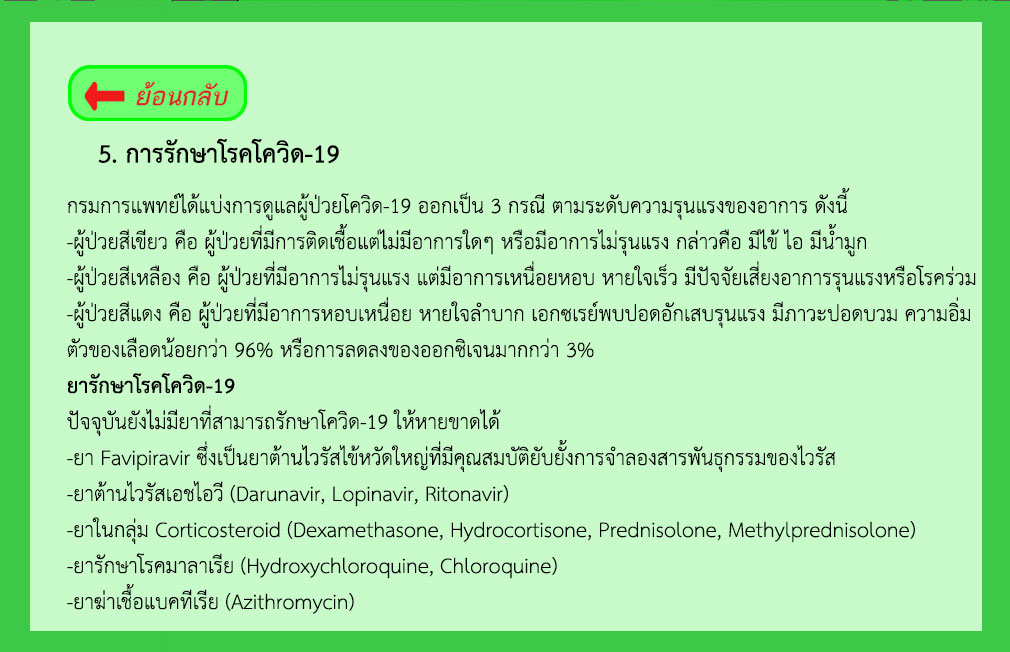 ย้อนกลับ
5. การรักษาโรคโควิด-19
กรมการแพทย์ได้แบ่งการดูแลผู้ป่วยโควิด-19 ออกเป็น 3 กรณี ตามระดับความรุนแรงของอาการ ดังนี้
-ผู้ป่วยสีเขียว คือ ผู้ป่วยที่มีการติดเชื้อแต่ไม่มีอาการใดๆ หรือมีอาการไม่รุนแรง กล่าวคือ มีไข้ ไอ มีน้ำมูก
-ผู้ป่วยสีเหลือง คือ ผู้ป่วยที่มีอาการไม่รุนแรง แต่มีอาการเหนื่อยหอบ หายใจเร็ว มีปัจจัยเสี่ยงอาการรุนแรงหรือโรคร่วม
-ผู้ป่วยสีแดง คือ ผู้ป่วยที่มีอาการหอบเหนื่อย หายใจลำบาก เอกซเรย์พบปอดอักเสบรุนแรง มีภาวะปอดบวม ความอิ่ม
ตัวของเลือดน้อยกว่า 96% หรือการลดลงของออกซิเจนมากกว่า 3%
ยารักษาโรคโควิด-19
ปัจจุบันยังไม่มียาที่สามารถรักษาโควิด-19 ให้หายขาดได้
-ยา Favipiravir ซึ่งเป็นยาต้านไวรัสไข้หวัดใหญ่ที่มีคุณสมบัติยับยั้งการจำลองสารพันธุกรรมของไวรัส
-ยาต้านไวรัสเอชไอวี (Darunavir, Lopinavir, Ritonavir)
-ยาในกลุ่ม Corticosteroid (Dexamethasone, Hydrocortisone, Prednisolone, Methylprednisolone)
-ยารักษาโรคมาลาเรีย (Hydroxychloroquine, Chloroquine)
-ยาฆ่าเชื้อแบคทีเรีย (Azithromycin)